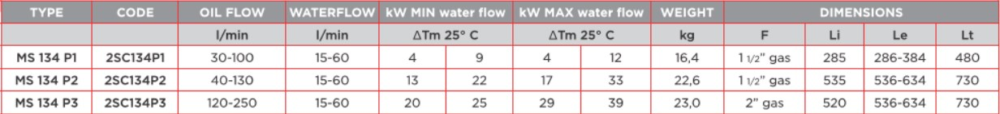 TYPE CODE OIL FLOW WATERFLOW kW MIN water flow kW MAX water flow WEIGHT DIMENSIONS
l/min l/min ΔTm 25° C ΔTm 25° C kg F Li Le Lt
MS 134 P1 2SC134P1 30-100 15-60 4 9 4 12 16,4 1 1/2” gas 285 286-384 480
MS 134 P2 2SC134P2 40-130 15-60 13 22 17 33 22,6 1 1/2” gas 535 536-634 730
MS 134 P3 2SC134P3 120-250 15-60 20 25 29 39 23,0 2” gas 520 536-634 730